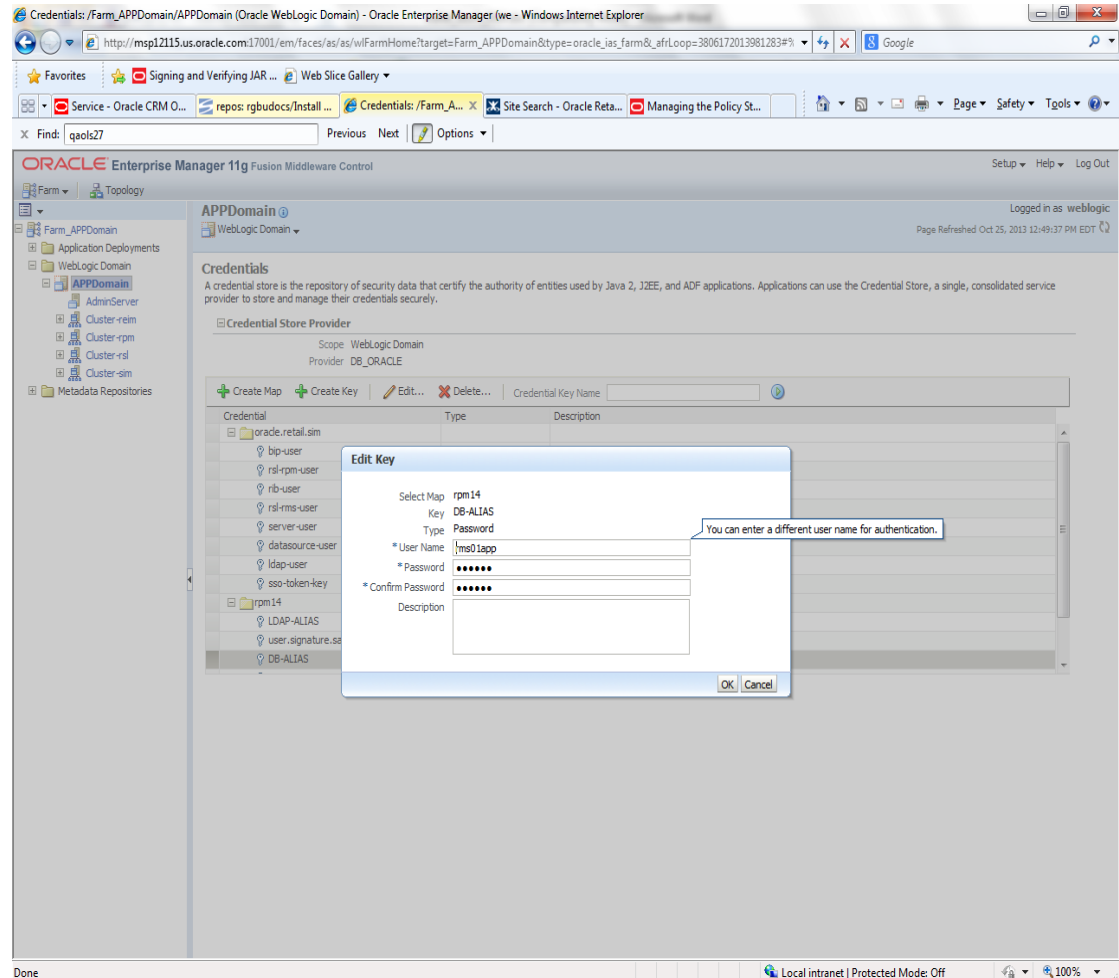 Credentials: /Farm_APPDomain/APPDomain (Oracle WebLogic Domain) - Oracle Enterprise Manager (we - Windows Internet Explorer
http://msp12115.us.oracle.com:17001/em/faces/as/as/wlFarmHome?target=Farm_APPDomain&type=oracle_ias_farm&_afrLoop=3806172013981283#%
Google
Favorites Signing and Verifying JAR ... Web Slice Gallery
Service - Oracle CRM O... repos: rgbudocs/Install ... Credentials: /Farm_A... X Site Search - Oracle Reta... Managing the Policy St... Page Safety Tools
X Find: qaols27 Previous Next Options
ORACLE Enterprise Manager 11g Fusion Middleware Control Setup Help Log Out
Farm Topology
APPDomain Logged in as weblogic
WebLogic Domain Page Refreshed Oct 25, 2013 12:49:37 PM EDT
Farm_APPDomain
Application Deployments
WebLogic Domain
APPDomain
AdminServer
Cluster-reim
Cluster-rpm
Cluster-rsl
Cluster-sim
Metadata Repositories
Credentials
A credential store is the repository of security data that certify the authority of entities used by Java 2, J2EE, and ADF applications. Applications can use the Credential Store, a single, consolidated service
provider to store and manage their credentials securely.
Credential Store Provider
Scope WebLogic Domain
Provider DB_ORACLE
Create Map Create Key Edit... Delete... Credential Key Name
Credential Type Description
oracle.retail.sim
bip-user
rsl-rpm-user
rib-user
rsl-rms-user
server-user
datasource-user
ldap-user
sso-token-key
rpm14
LDAP-ALIAS
user.signature.sa
DB-ALIAS
Edit Key
Select Map rpm14
Key DB-ALIAS
Type Password
You can enter a different user name for authentication.
* User Name rms01app
* Password ●●●●●●
* Confirm Password ●●●●●●
Description
OK Cancel
Done Local intranet | Protected Mode: Off 100%